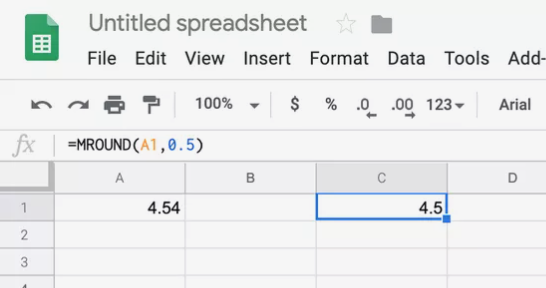 Untitled spreadsheet
File Edit View Insert Format Data Tools Add-
100% $ % .0 .00 123 Arial
fx =MROUND(A1,0.5)
A B C D
1 4.54 4.5
2
3